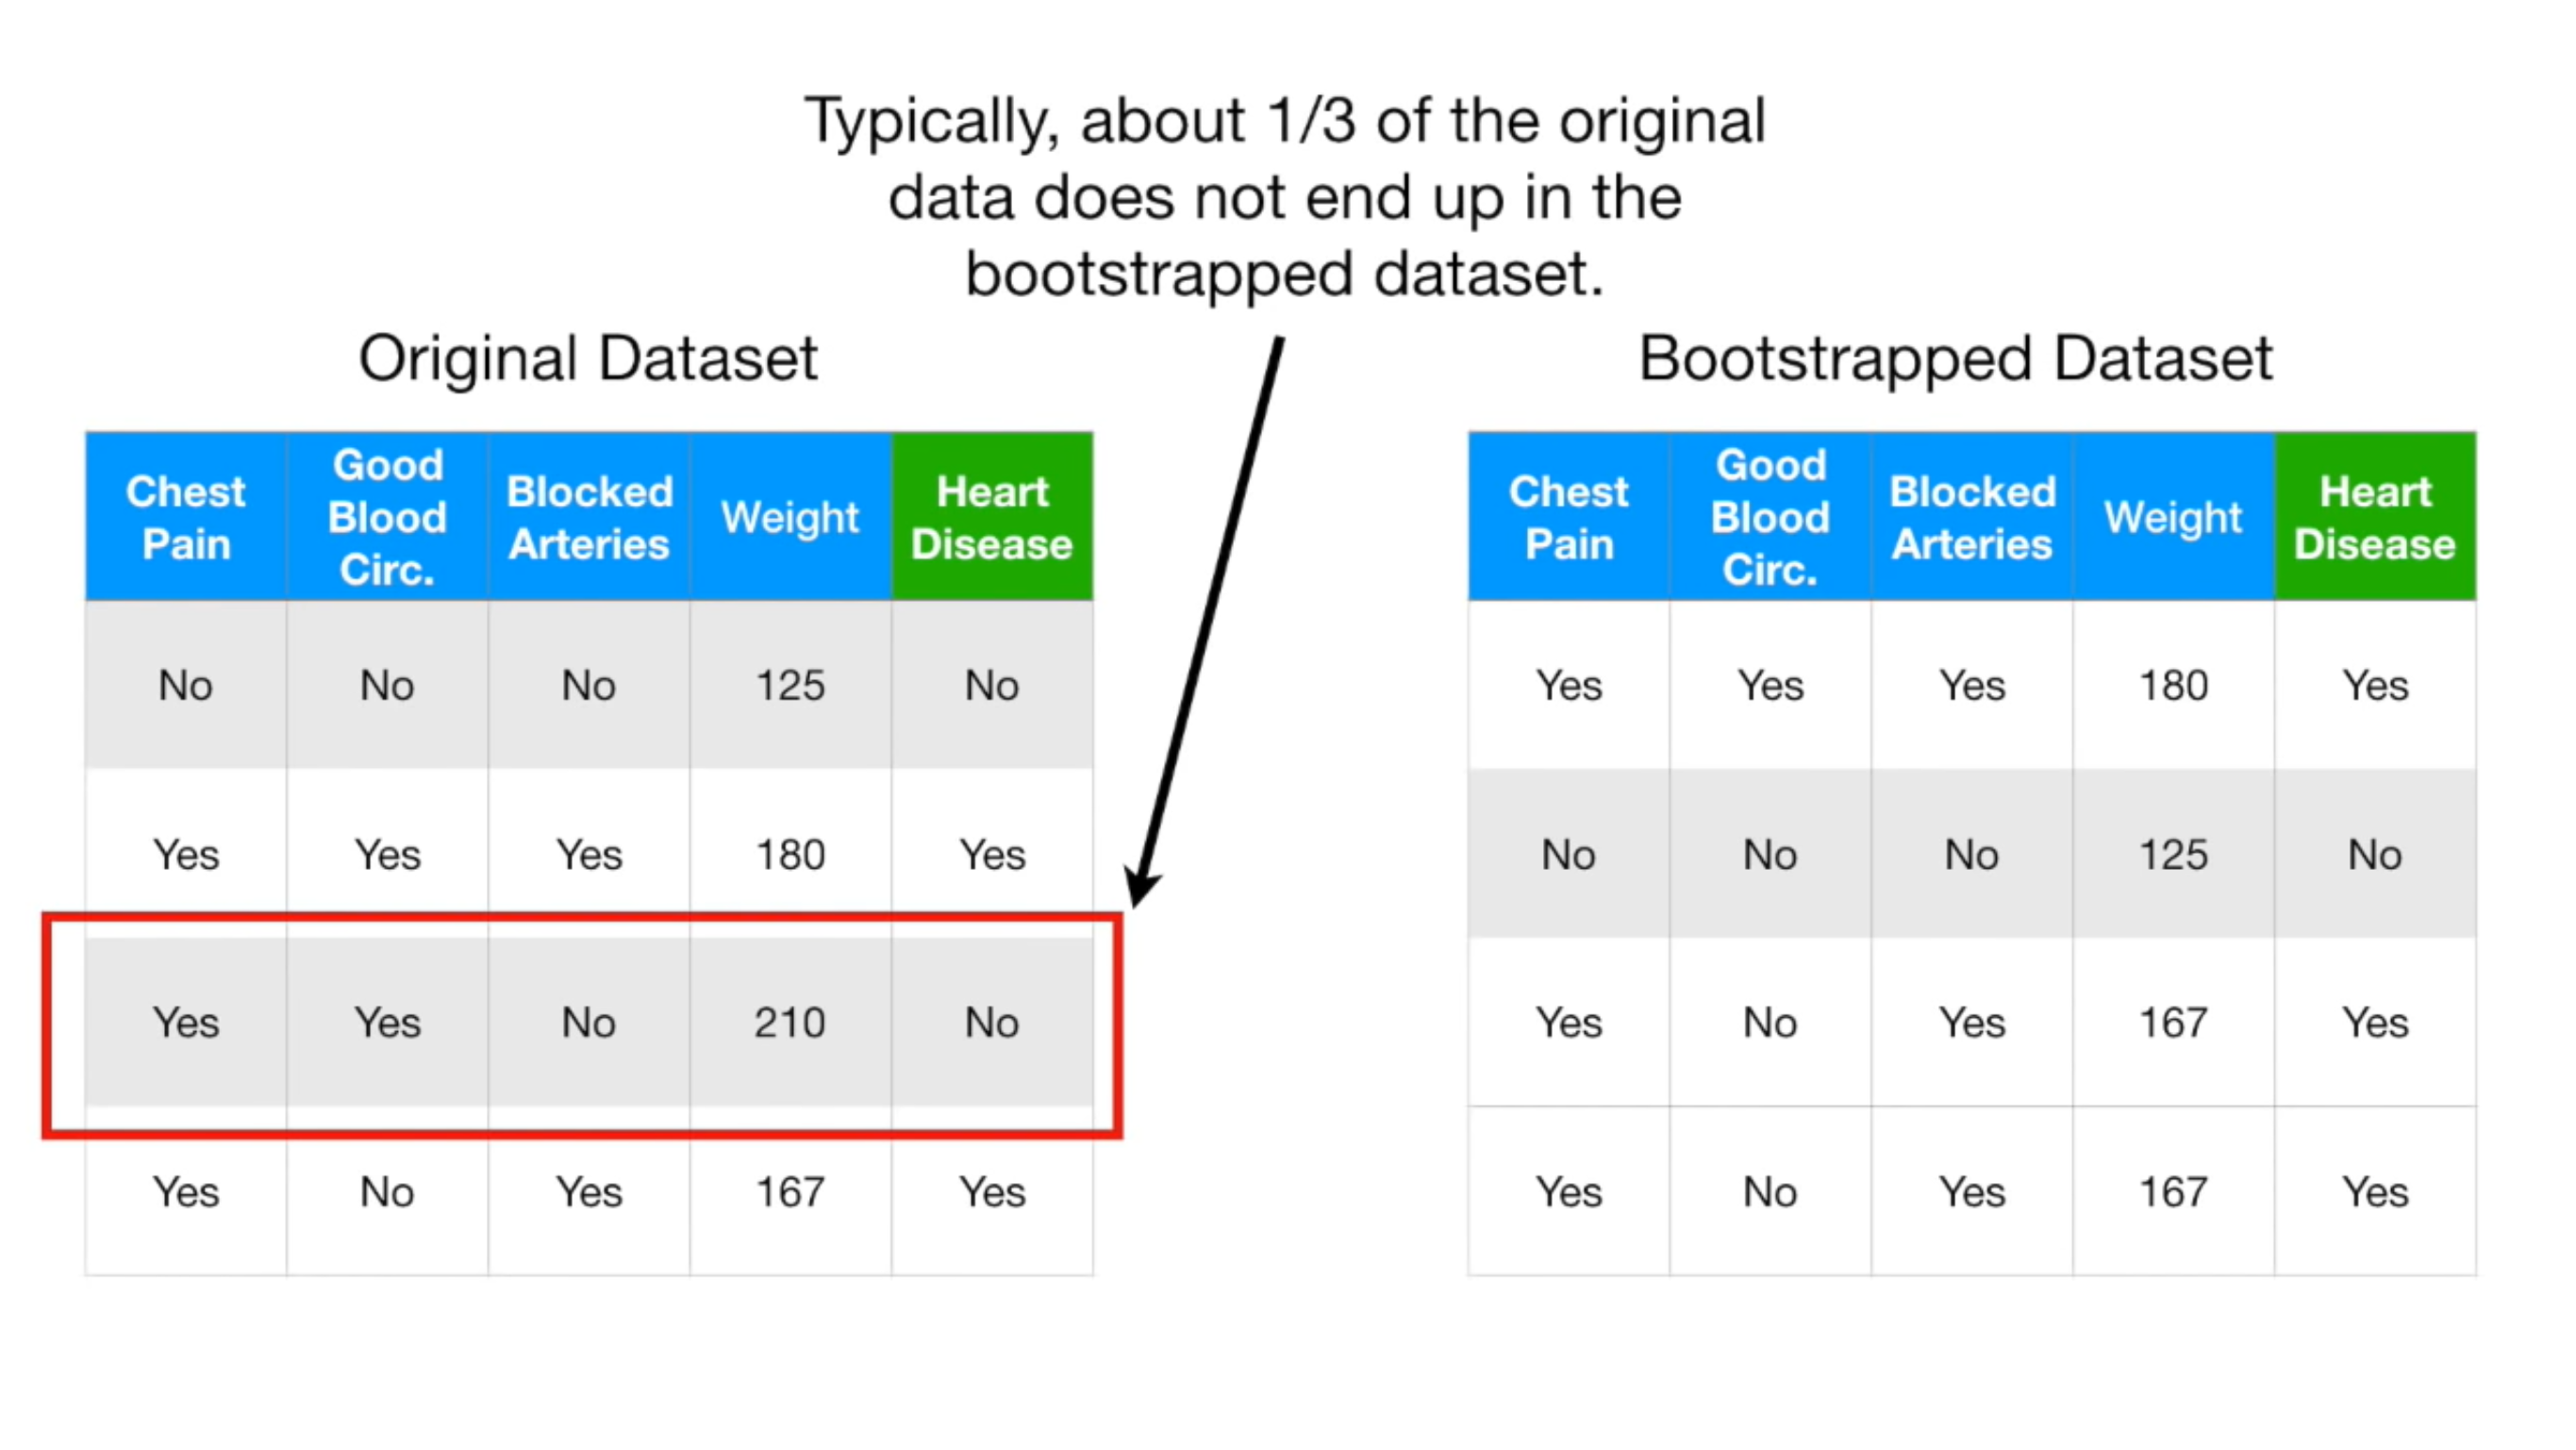 Typically, about 1/3 of the original
data does not end up in the
bootstrapped dataset.
Original Dataset
Chest Pain Good Blood Circ. Blocked Arteries Weight Heart Disease
No No No 125 No
Yes Yes Yes 180 Yes
Yes Yes No 210 No
Yes No Yes 167 Yes
Bootstrapped Dataset
Chest Pain Good Blood Circ. Blocked Arteries Weight Heart Disease
Yes Yes Yes 180 Yes
No No No 125 No
Yes No Yes 167 Yes
Yes No Yes 167 Yes